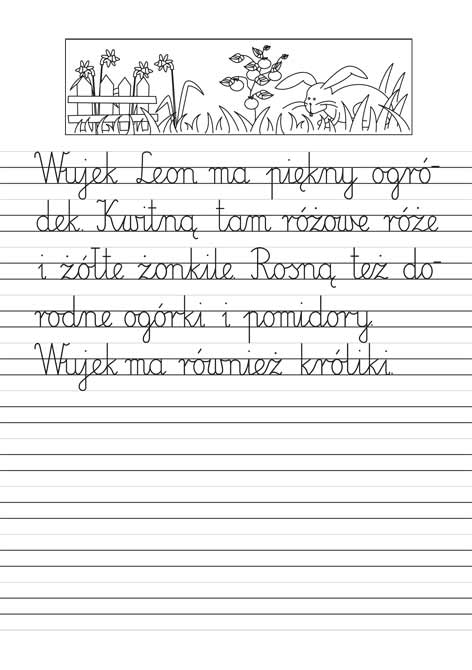 Wujek Leon ma piękny ogró-
dek. Kwitną tam różowe róże
i żółte żonkile. Rosną też do-
rodne ogórki i pomidory.
Wujek ma również króliki.